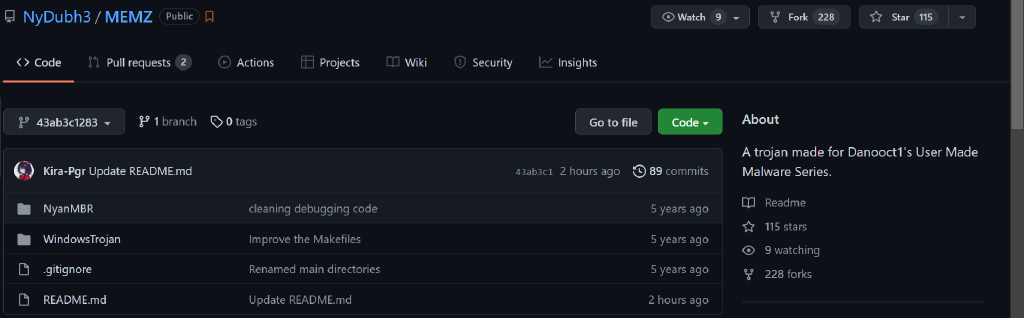 NyDubh3 / MEMZ Public Watch 9 Fork 228 Star 115
Code Pull requests 2 Actions Projects Wiki Security Insights
43ab3c1283 1 branch 0 tags Go to file Code
Kira-Pgr Update README.md 43ab3c1 2 hours ago 89 commits
NyanMBR cleaning debugging code 5 years ago
WindowsTrojan Improve the Makefiles 5 years ago
.gitignore Renamed main directories 5 years ago
README.md Update README.md 2 hours ago
About
A trojan made for Danooct1's User Made
Malware Series.
Readme
115 stars
9 watching
228 forks